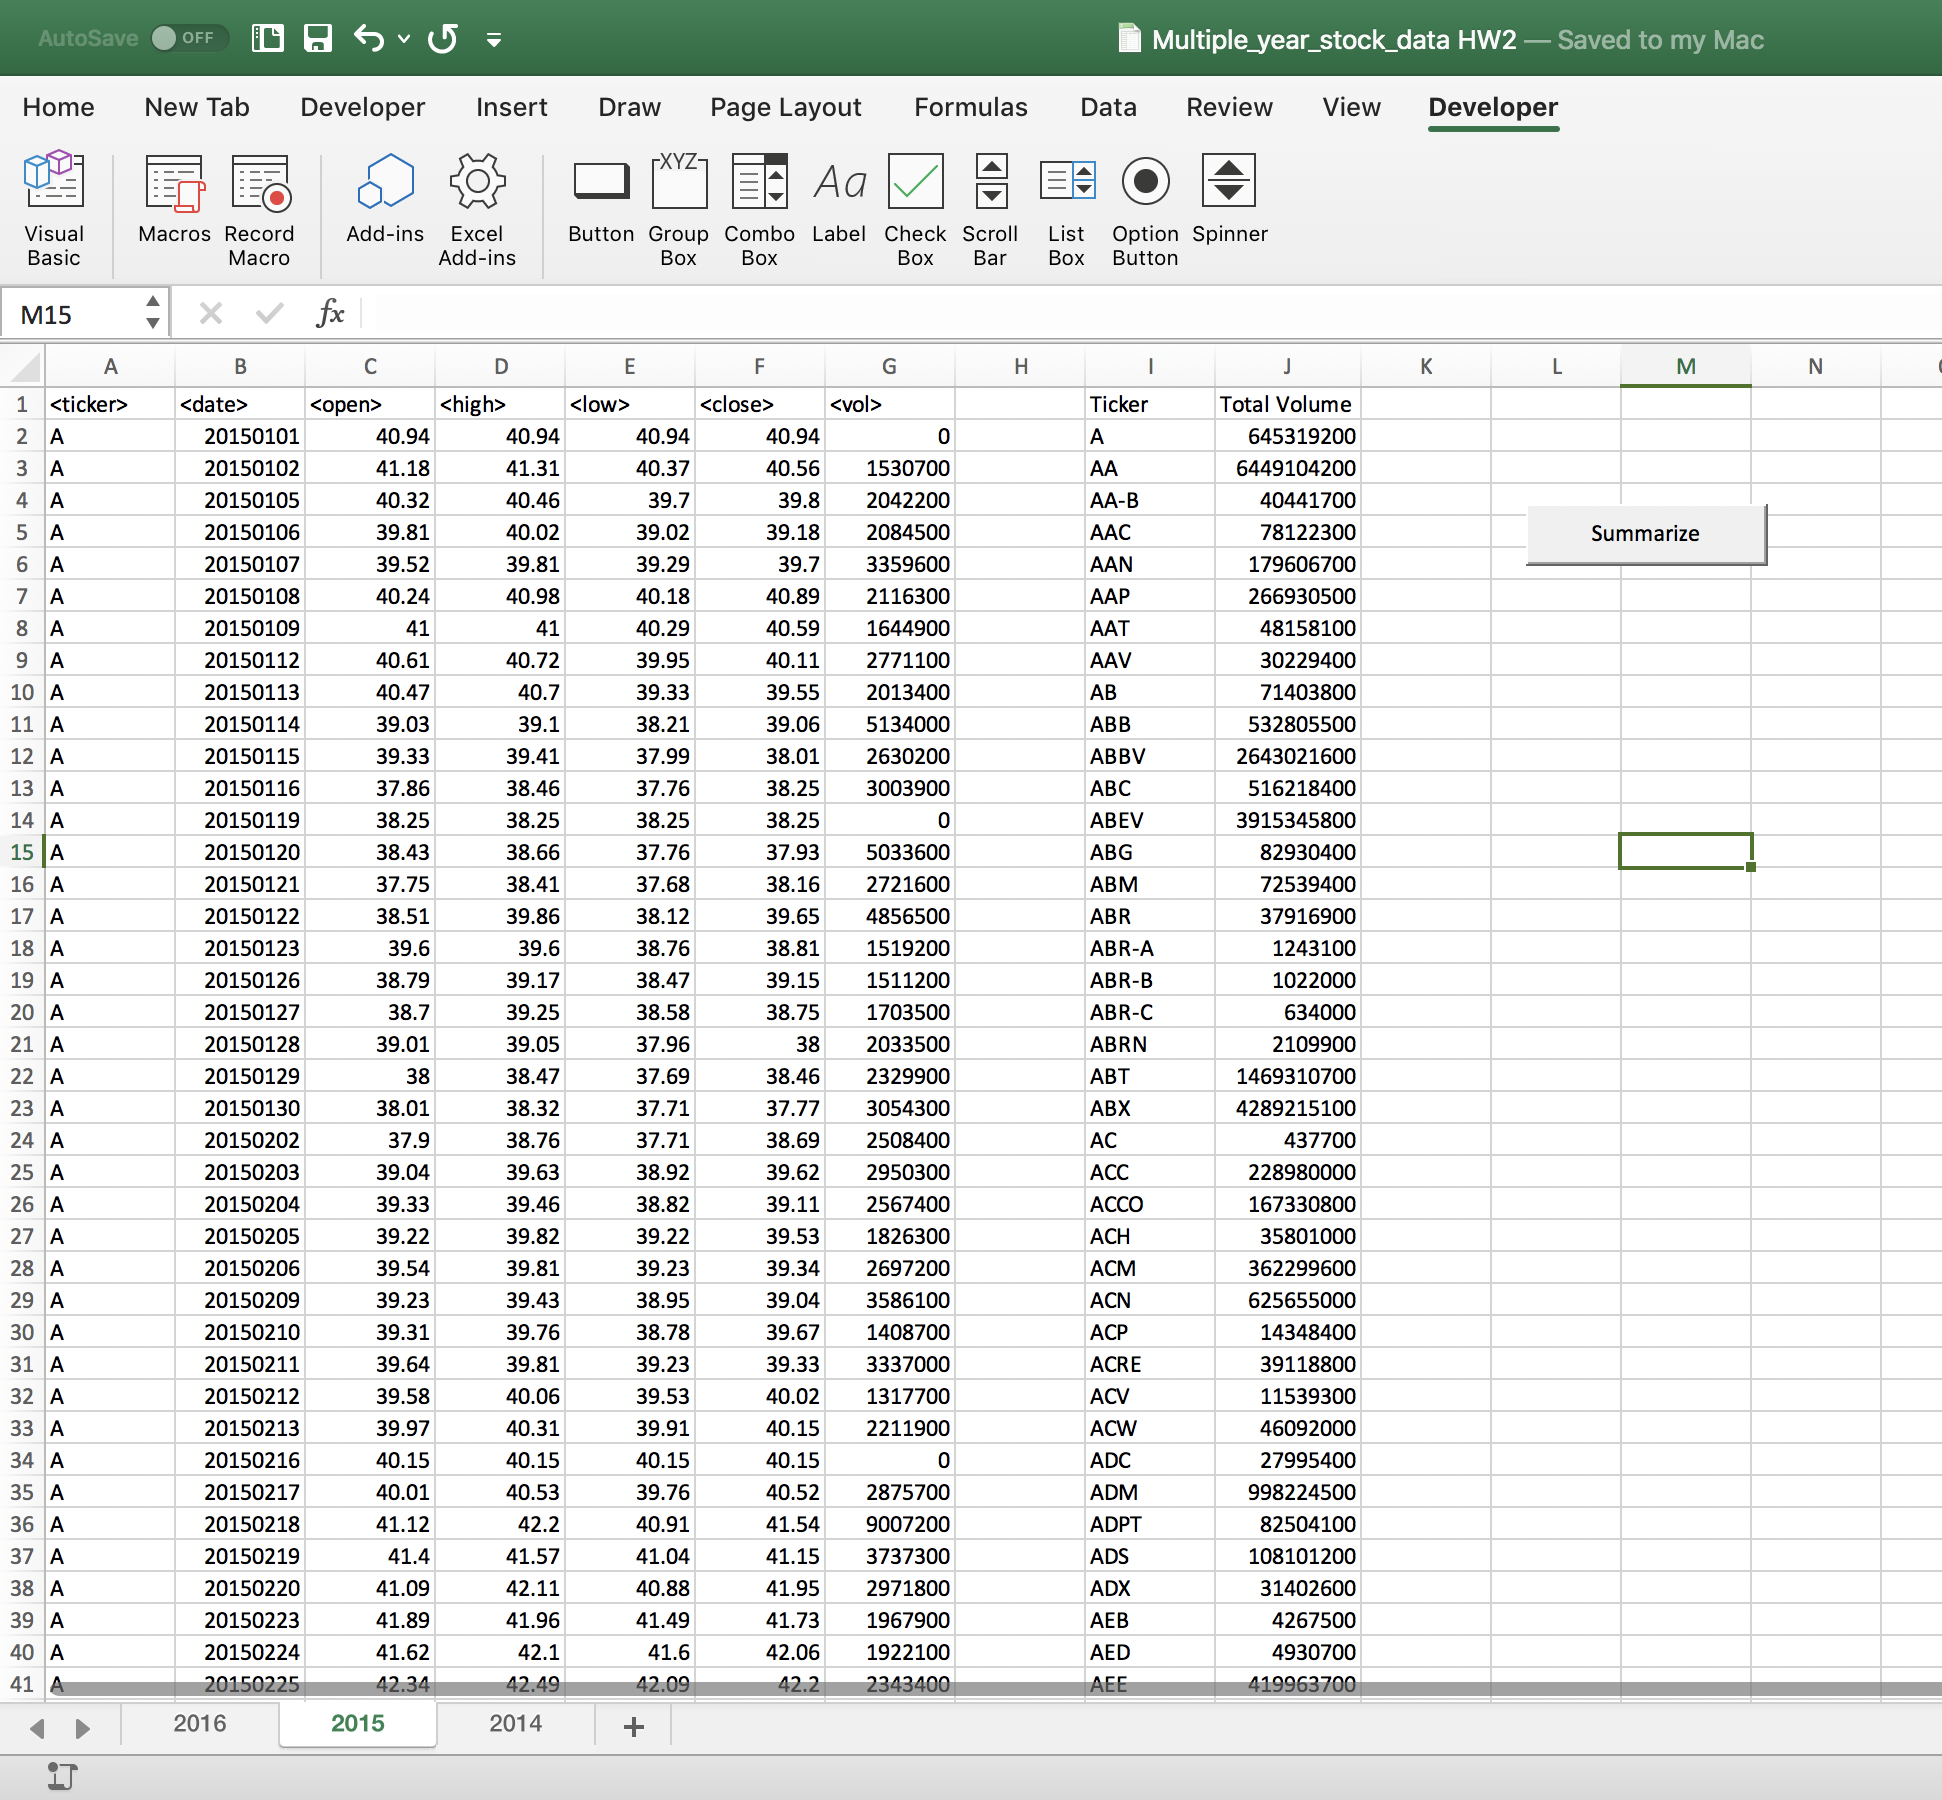 AutoSave OFF Multiple_year_stock_data HW2 — Saved to my Mac
Home New Tab Developer Insert Draw Page Layout Formulas Data Review View Developer
XYZ Aa
Visual Basic Macros Record Macro Add-ins Excel Add-ins Button Group Box Combo Box Label Check Box Scroll Bar List Box Option Button Spinner
M15 fx
A B C D E F G H I J K L M N
1 <ticker> <date> <open> <high> <low> <close> <vol> Ticker Total Volume
2 A 20150101 40.94 40.94 40.94 40.94 0 A 645319200
3 A 20150102 41.18 41.31 40.37 40.56 1530700 AA 6449104200
4 A 20150105 40.32 40.46 39.7 39.8 2042200 AA-B 40441700
5 A 20150106 39.81 40.02 39.02 39.18 2084500 AAC 78122300
Summarize
6 A 20150107 39.52 39.81 39.29 39.7 3359600 AAN 179606700
7 A 20150108 40.24 40.98 40.18 40.89 2116300 AAP 266930500
8 A 20150109 41 41 40.29 40.59 1644900 AAT 48158100
9 A 20150112 40.61 40.72 39.95 40.11 2771100 AAV 30229400
10 A 20150113 40.47 40.7 39.33 39.55 2013400 AB 71403800
11 A 20150114 39.03 39.1 38.21 39.06 5134000 ABB 532805500
12 A 20150115 39.33 39.41 37.99 38.01 2630200 ABBV 2643021600
13 A 20150116 37.86 38.46 37.76 38.25 3003900 ABC 516218400
14 A 20150119 38.25 38.25 38.25 38.25 0 ABEV 3915345800
15 A 20150120 38.43 38.66 37.76 37.93 5033600 ABG 82930400
16 A 20150121 37.75 38.41 37.68 38.16 2721600 ABM 72539400
17 A 20150122 38.51 39.86 38.12 39.65 4856500 ABR 37916900
18 A 20150123 39.6 39.6 38.76 38.81 1519200 ABR-A 1243100
19 A 20150126 38.79 39.17 38.47 39.15 1511200 ABR-B 1022000
20 A 20150127 38.7 39.25 38.58 38.75 1703500 ABR-C 634000
21 A 20150128 39.01 39.05 37.96 38 2033500 ABRN 2109900
22 A 20150129 38 38.47 37.69 38.46 2329900 ABT 1469310700
23 A 20150130 38.01 38.32 37.71 37.77 3054300 ABX 4289215100
24 A 20150202 37.9 38.76 37.71 38.69 2508400 AC 437700
25 A 20150203 39.04 39.63 38.92 39.62 2950300 ACC 228980000
26 A 20150204 39.33 39.46 38.82 39.11 2567400 ACCO 167330800
27 A 20150205 39.22 39.82 39.22 39.53 1826300 ACH 35801000
28 A 20150206 39.54 39.81 39.23 39.34 2697200 ACM 362299600
29 A 20150209 39.23 39.43 38.95 39.04 3586100 ACN 625655000
30 A 20150210 39.31 39.76 38.78 39.67 1408700 ACP 14348400
31 A 20150211 39.64 39.81 39.23 39.33 3337000 ACRE 39118800
32 A 20150212 39.58 40.06 39.53 40.02 1317700 ACV 11539300
33 A 20150213 39.97 40.31 39.91 40.15 2211900 ACW 46092000
34 A 20150216 40.15 40.15 40.15 40.15 0 ADC 27995400
35 A 20150217 40.01 40.53 39.76 40.52 2875700 ADM 998224500
36 A 20150218 41.12 42.2 40.91 41.54 9007200 ADPT 82504100
37 A 20150219 41.4 41.57 41.04 41.15 3737300 ADS 108101200
38 A 20150220 41.09 42.11 40.88 41.95 2971800 ADX 31402600
39 A 20150223 41.89 41.96 41.49 41.73 1967900 AEB 4267500
40 A 20150224 41.62 42.1 41.6 42.06 1922100 AED 4930700
41 A 20150225 42.34 42.49 42.09 42.2 2343400 AEE 419963700
2016 2015 2014 +